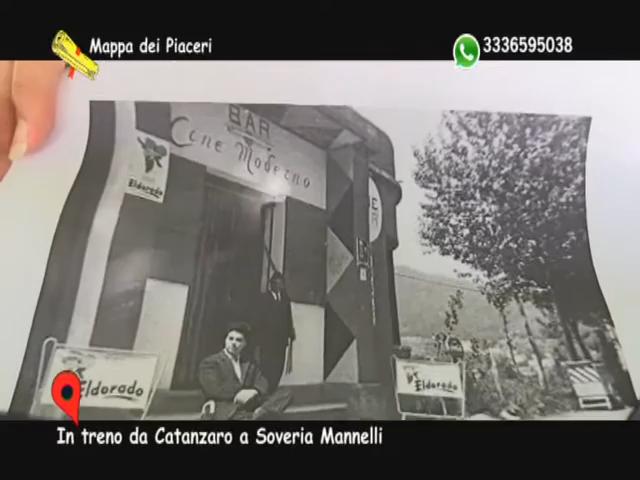 Mappa dei Piaceri
3336595038
BAR
Cine Moderno
Eldorado
Eldorado
Eldorado
In treno da Catanzaro a Soveria Mannelli